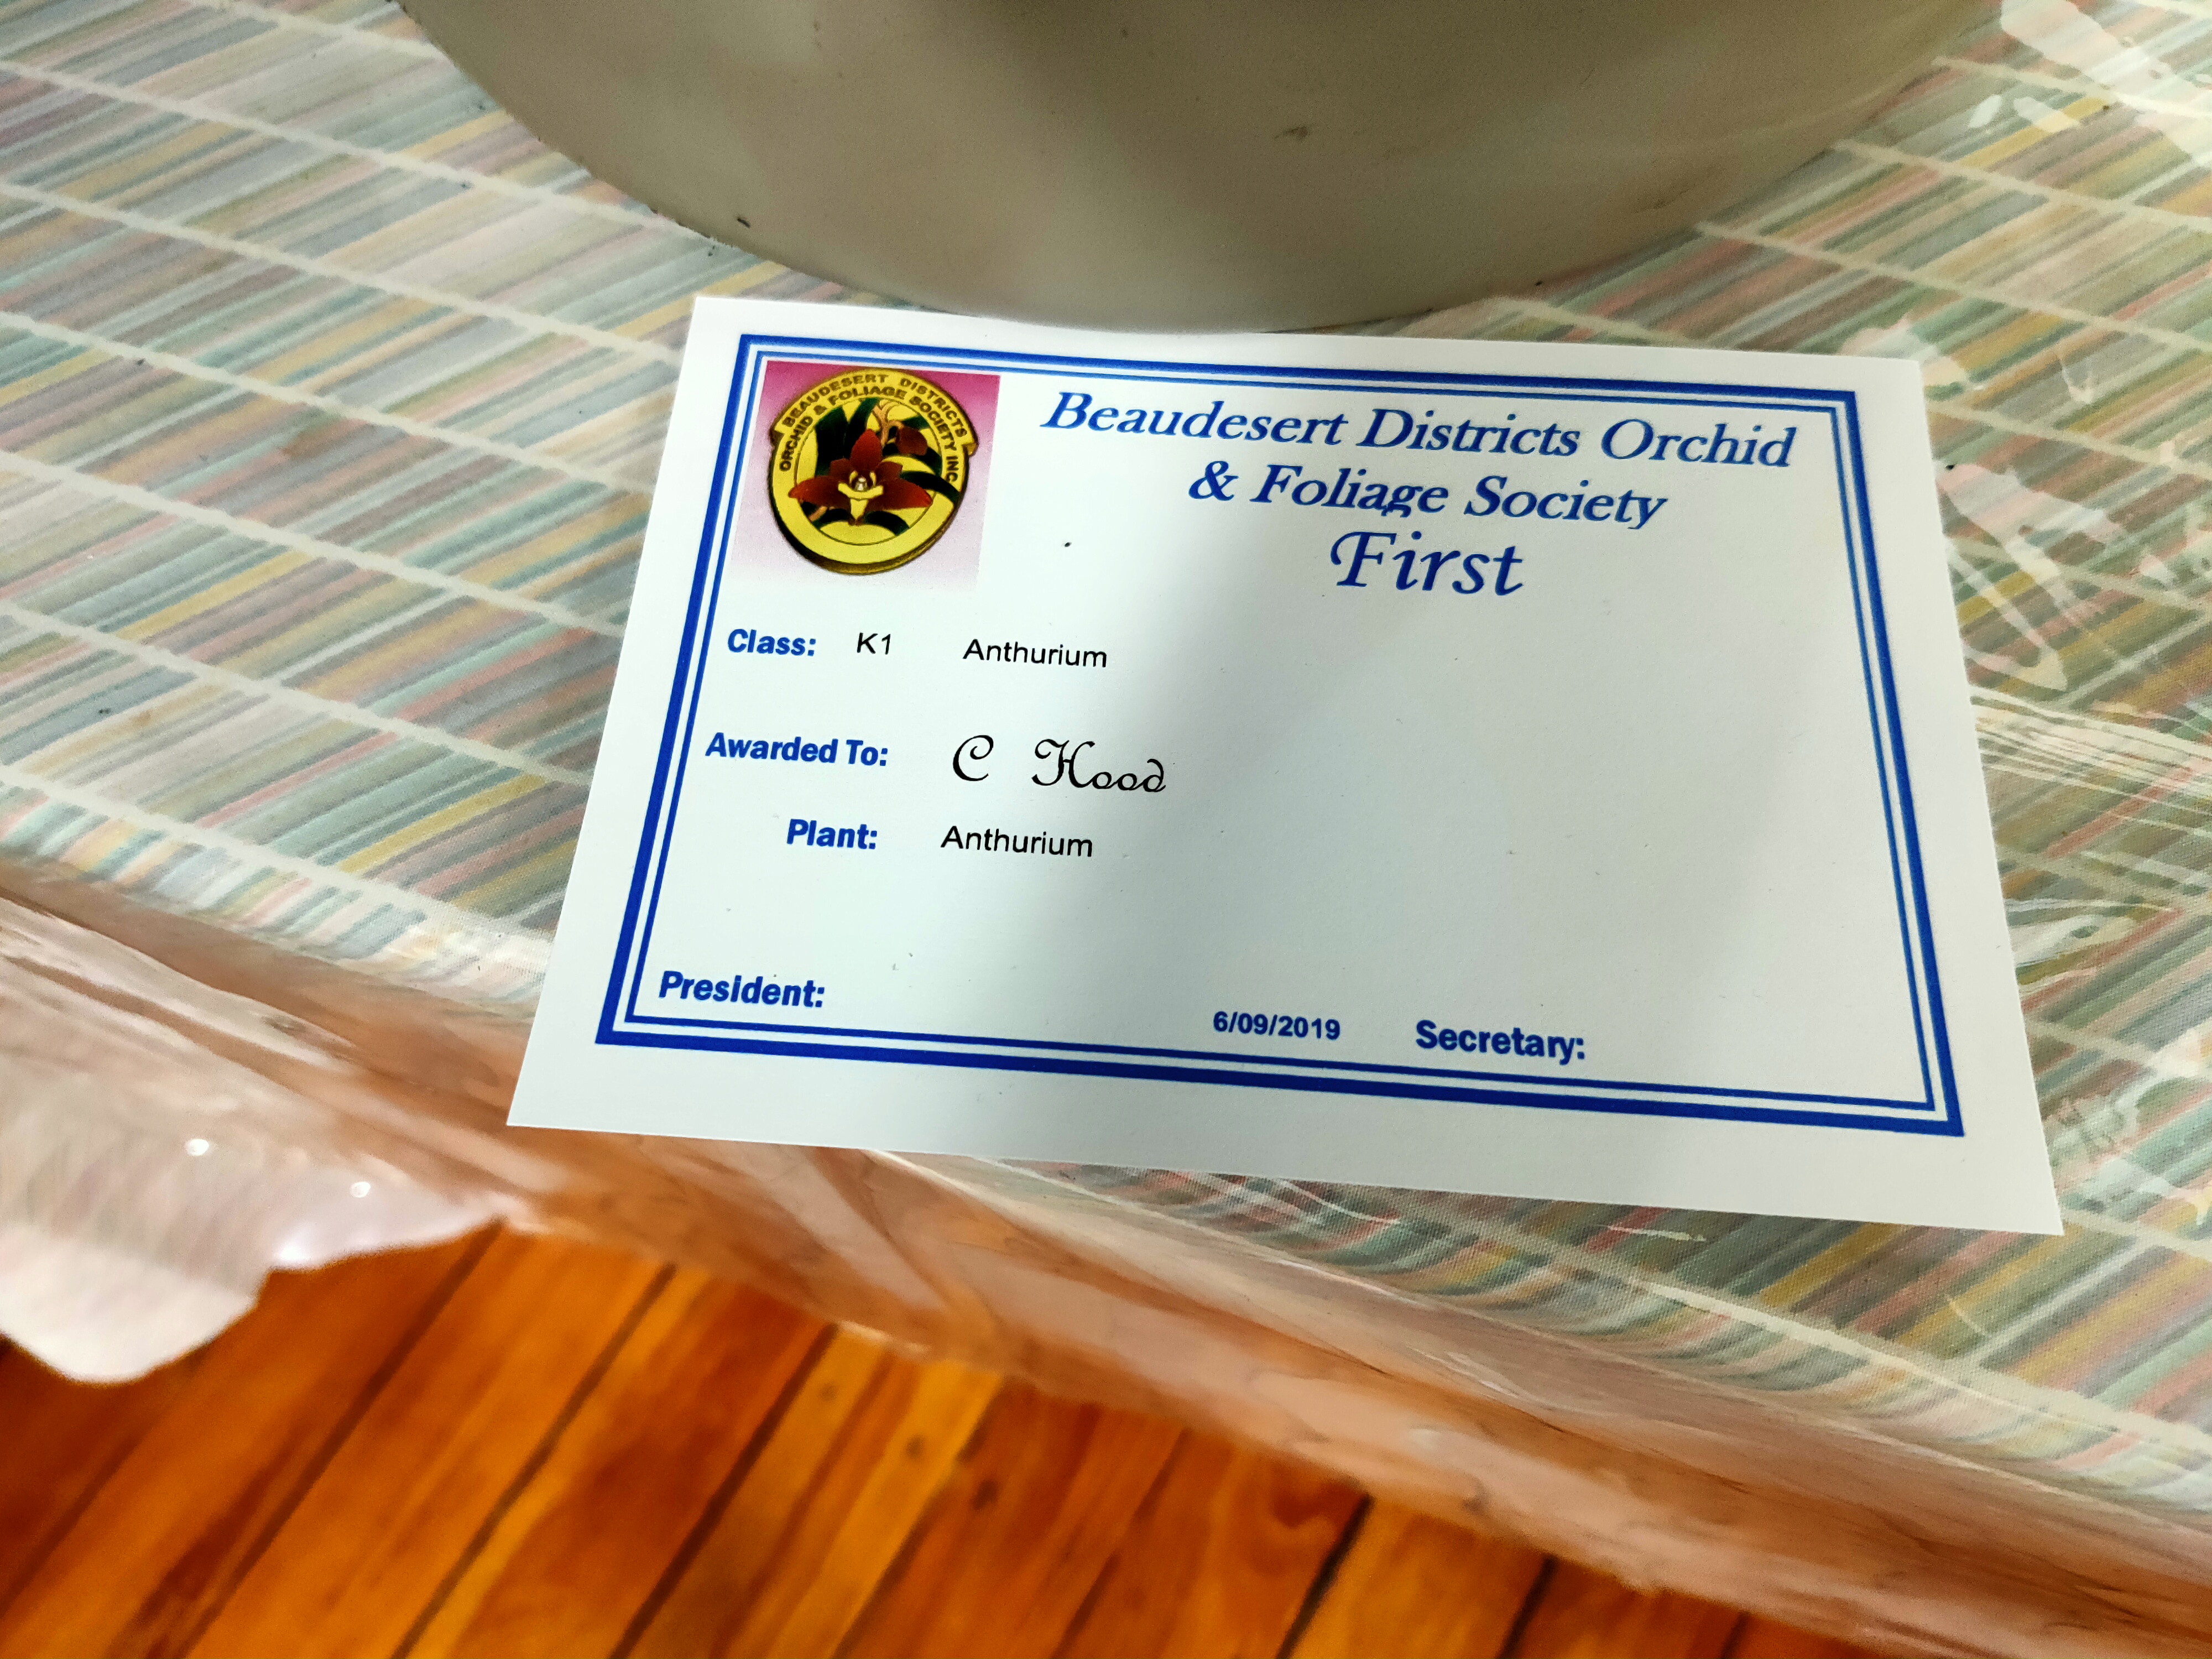 BEAUDESERT DISTRICTS
ORCHID & FOLIAGE SOCIETY INC.
Beaudesert Districts Orchid
& Foliage Society
First
Class: K1 Anthurium
Awarded To: C Hood
Plant: Anthurium
President: 6/09/2019 Secretary: